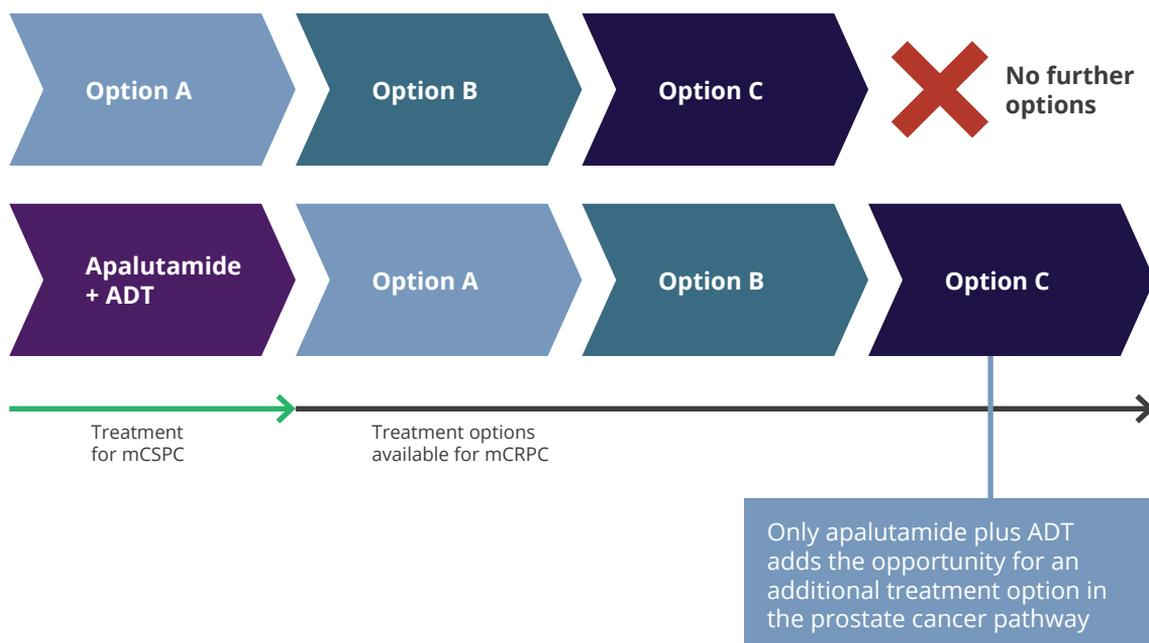 Option A
Option B
Option C
No further
options
Apalutamide
+ ADT
Option A
Option B
Option C
Treatment
for mCSPC
Treatment options
available for mCRPC
Only apalutamide plus ADT
adds the opportunity for an
additional treatment option in
the prostate cancer pathway